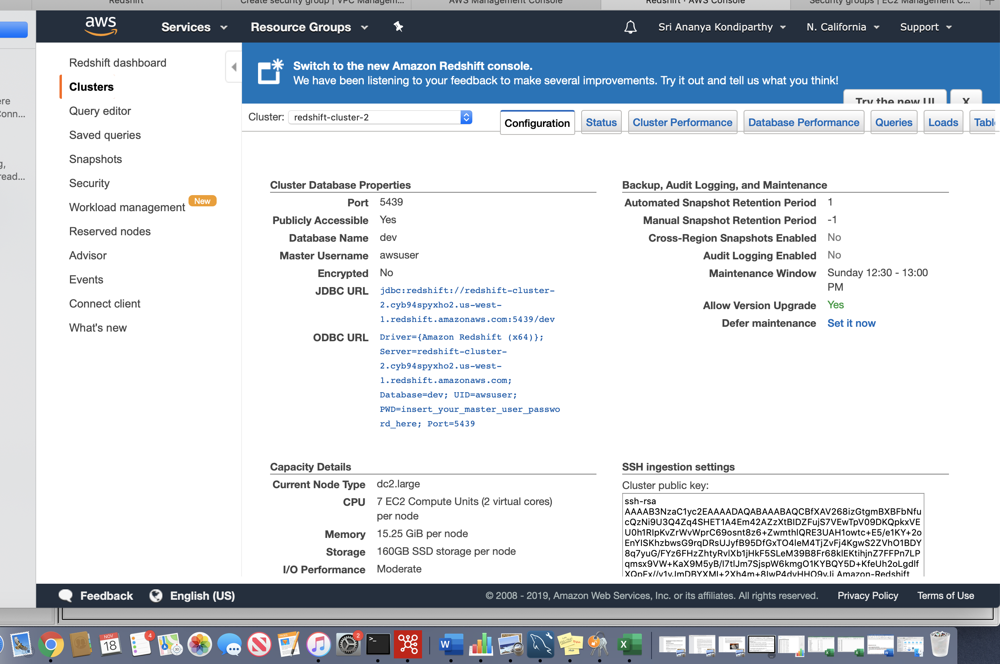 Redshift
Create security group | VPC Managem...
AWS Management Console
Redshift · AWS Console
Security groups | EC2 Management C...
aws
Services
Resource Groups
Sri Ananya Kondiparthy
N. California
Support
Redshift dashboard
Clusters
Query editor
Saved queries
Snapshots
Security
Workload management New
Reserved nodes
Advisor
Events
Connect client
What's new
Switch to the new Amazon Redshift console.
We have been listening to your feedback to make several improvements. Try it out and tell us what you think!
Try the new UI
X
Cluster: redshift-cluster-2
Configuration
Status
Cluster Performance
Database Performance
Queries
Loads
Cluster Database Properties
Port 5439
Publicly Accessible Yes
Database Name dev
Master Username awsuser
Encrypted No
JDBC URL jdbc:redshift://redshift-cluster-
2.cyb94spyxho2.us-west-
1.redshift.amazonaws.com:5439/dev
ODBC URL Driver={Amazon Redshift (x64)};
Server=redshift-cluster-
2.cyb94spyxho2.us-west-
1.redshift.amazonaws.com;
Database=dev; UID=awsuser;
PWD=insert_your_master_user_passwo
rd_here; Port=5439
Backup, Audit Logging, and Maintenance
Automated Snapshot Retention Period 1
Manual Snapshot Retention Period -1
Cross-Region Snapshots Enabled No
Audit Logging Enabled No
Maintenance Window Sunday 12:30 - 13:00
PM
Allow Version Upgrade Yes
Defer maintenance Set it now
Capacity Details
Current Node Type dc2.large
CPU 7 EC2 Compute Units (2 virtual cores)
per node
Memory 15.25 GiB per node
Storage 160GB SSD storage per node
I/O Performance Moderate
SSH ingestion settings
Cluster public key:
ssh-rsa
AAAAB3NzaC1yc2EAAAADAQABAAABAQCBfXAV268izGtgmBXBFbNfu
cQzNi9U3Q4Zq4SHET1A4Em42AZzXtBIDZFujS7VEwTpV09DKQpkxVE
U0h1RIpKvZrWvWprC69osnt8z6+ZwmthlQRE3UAH1owtc+E5/e1KY+2o
EnYlSKhzbwsG9rqDRsUJyfB95DfGxTO4IeM4TjZvFj4KgwS2ZVhO1BDY
8q7yuG/FYz6FHzZhtyRvlXb1jHkF5SLeM39B8Fr68klEKtihjnZ7FFPn7LP
qmsx9VW+KaX9M5yB/I7tlJm7SjspW6kmgO1KYBQY5D+KfeUh2oLgdlf
Amazon-Redshift
Feedback
English (US)
© 2008 - 2019, Amazon Web Services, Inc. or its affiliates. All rights reserved.
Privacy Policy
Terms of Use
NOV
18
4
3D
PAGES
2
W
X